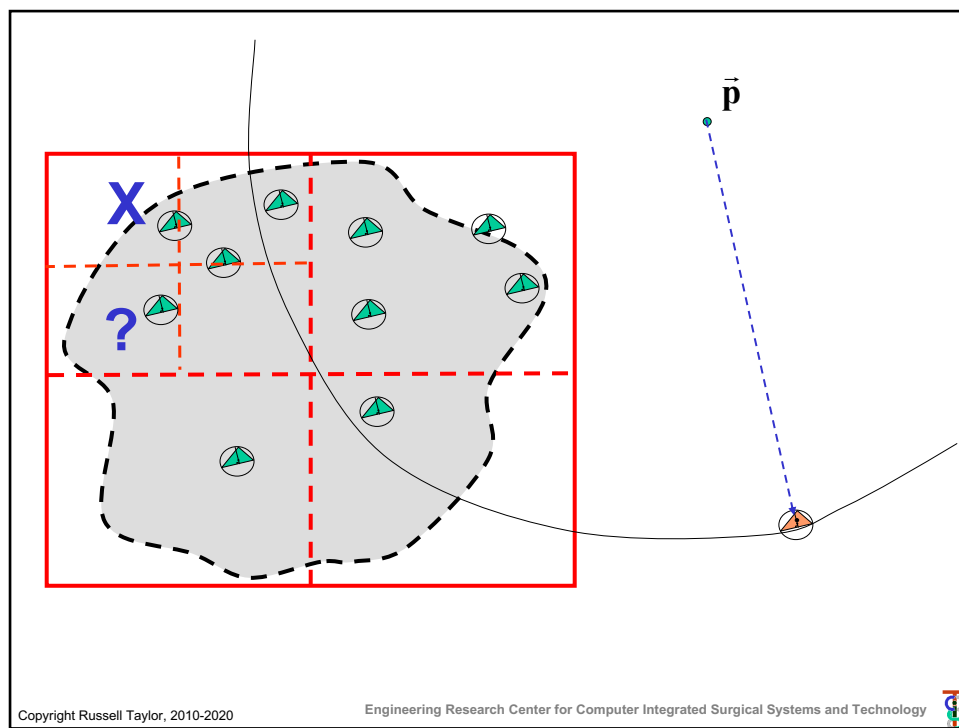 p
X
?
Copyright Russell Taylor, 2010-2020
Engineering Research Center for Computer Integrated Surgical Systems and Technology